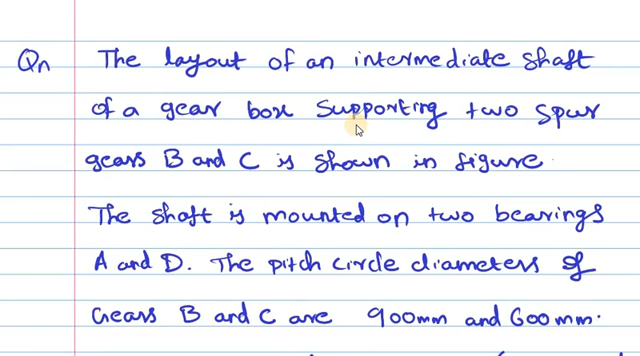 Qn The layout of an intermediate shaft
of a gear box supporting two spur
gears B and C is shown in figure.
The shaft is mounted on two bearings
A and D. The pitch circle diameters of
Gears B and C are 900mm and 600mm.